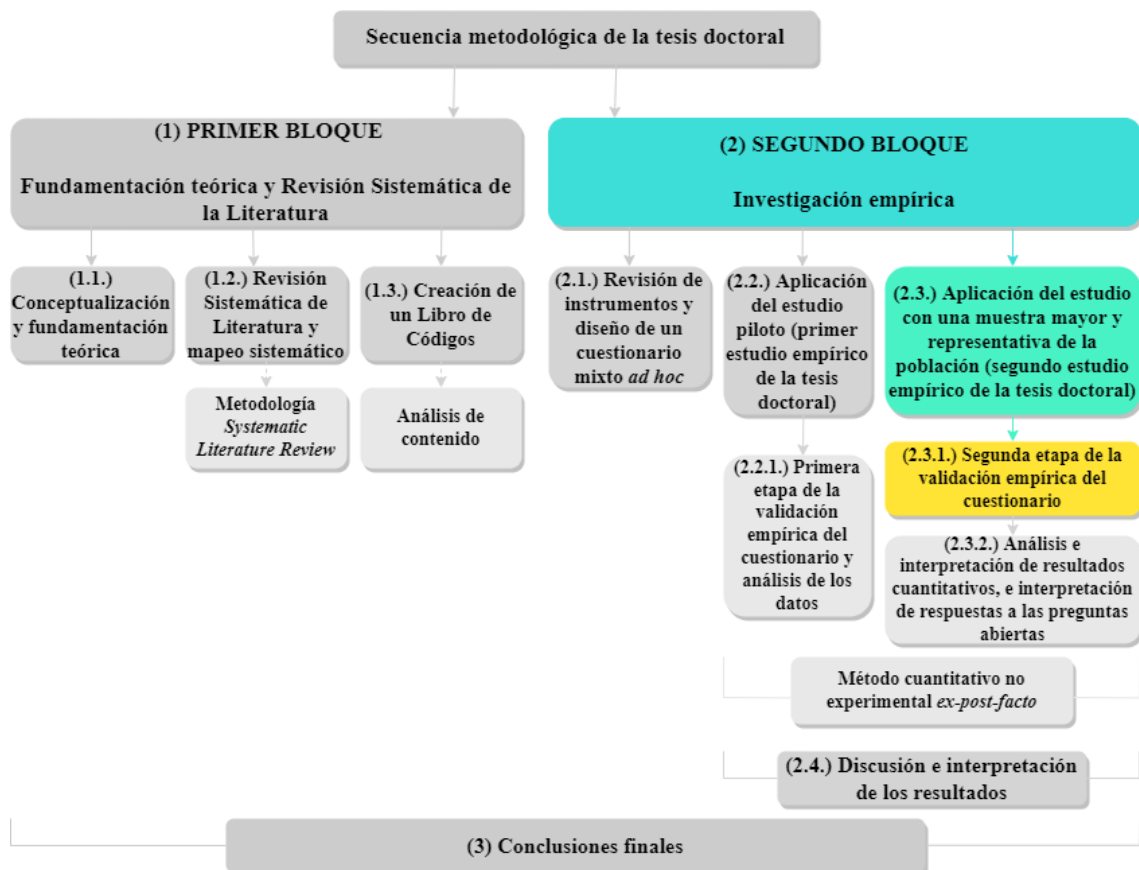 Secuencia metodológica de la tesis doctoral
(1) PRIMER BLOQUE
Fundamentación teórica y Revisión Sistemática de
la Literatura
(2) SEGUNDO BLOQUE
Investigación empírica
(1.1.)
Conceptualización
y fundamentación
teórica
(1.2.) Revisión
Sistemática de
Literatura y
mapeo sistemático
(1.3.) Creación de
un Libro de
Códigos
(2.1.) Revisión de
instrumentos y
diseño de un
cuestionario
mixto ad hoc
(2.2.) Aplicación
del estudio
piloto (primer
estudio empírico
de la tesis
doctoral)
(2.3.) Aplicación del estudio
con una muestra mayor y
representativa de la
población (segundo estudio
empírico de la tesis doctoral)
Metodología
Systematic
Literature Review
Análisis de
contenido
(2.2.1.) Primera
etapa de la
validación
empírica del
cuestionario y
análisis de los
datos
(2.3.1.) Segunda etapa de la
validación empírica del
cuestionario
(2.3.2.) Análisis e
interpretación de resultados
cuantitativos, e interpretación
de respuestas a las preguntas
abiertas
Método cuantitativo no
experimental ex-post-facto
(2.4.) Discusión e interpretación
de los resultados
(3) Conclusiones finales